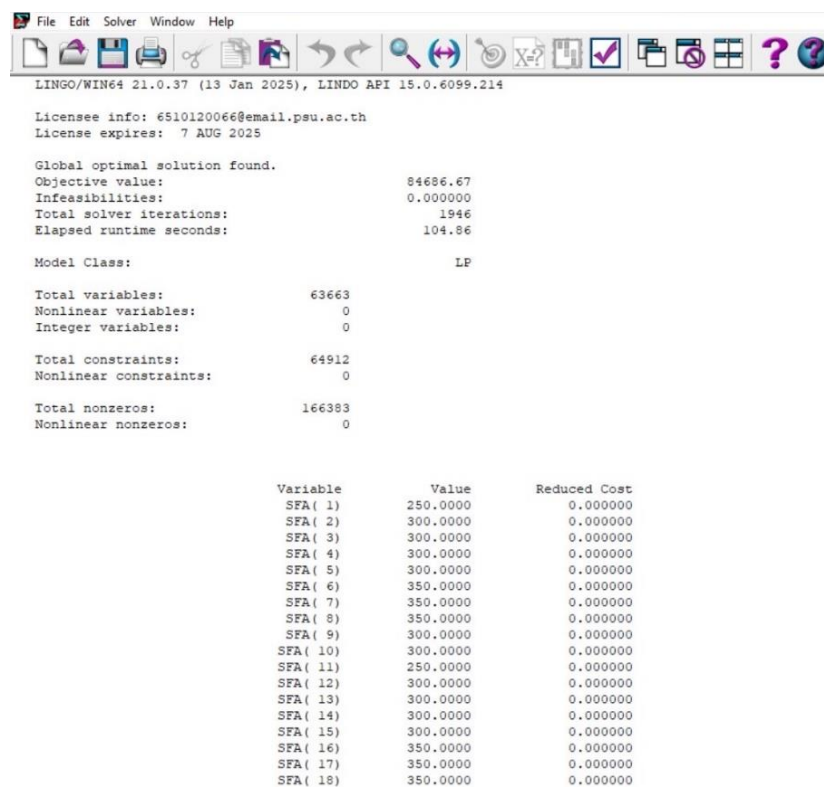 File Edit Solver Window Help
LINGO/WIN64 21.0.37 (13 Jan 2025), LINDO API 15.0.6099.214
Licensee info: 6510120066@email.psu.ac.th
License expires: 7 AUG 2025
Global optimal solution found.
Objective value: 84686.67
Infeasibilities: 0.000000
Total solver iterations: 1946
Elapsed runtime seconds: 104.86
Model Class: LP
Total variables: 63663
Nonlinear variables: 0
Integer variables: 0
Total constraints: 64912
Nonlinear constraints: 0
Total nonzeros: 166383
Nonlinear nonzeros: 0
Variable Value Reduced Cost
SFA( 1) 250.0000 0.000000
SFA( 2) 300.0000 0.000000
SFA( 3) 300.0000 0.000000
SFA( 4) 300.0000 0.000000
SFA( 5) 300.0000 0.000000
SFA( 6) 350.0000 0.000000
SFA( 7) 350.0000 0.000000
SFA( 8) 350.0000 0.000000
SFA( 9) 300.0000 0.000000
SFA( 10) 300.0000 0.000000
SFA( 11) 250.0000 0.000000
SFA( 12) 300.0000 0.000000
SFA( 13) 300.0000 0.000000
SFA( 14) 300.0000 0.000000
SFA( 15) 300.0000 0.000000
SFA( 16) 350.0000 0.000000
SFA( 17) 350.0000 0.000000
SFA( 18) 350.0000 0.000000